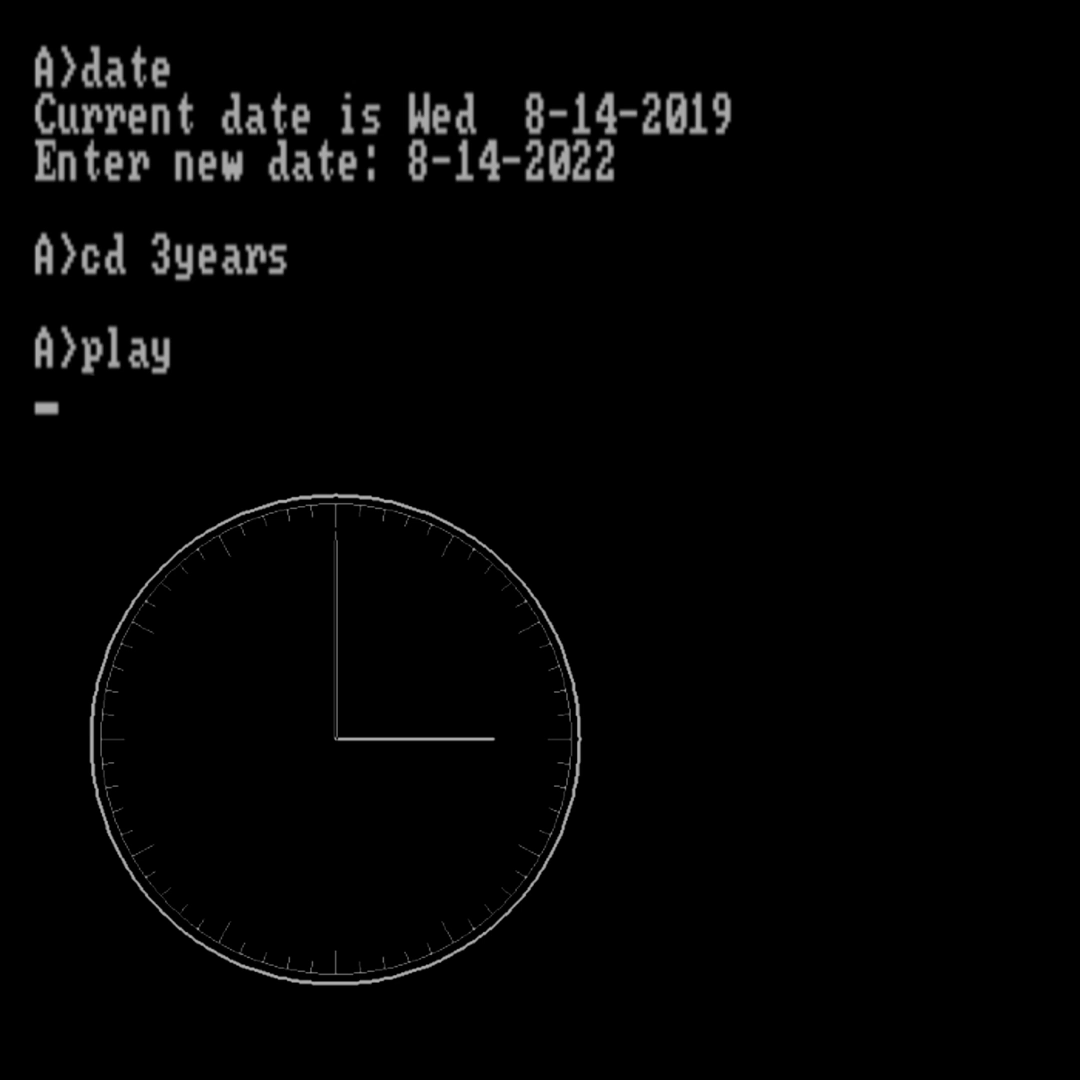 A>date
Current date is Wed  8-14-2019
Enter new date: 8-14-2022
A>cd 3years
A>play